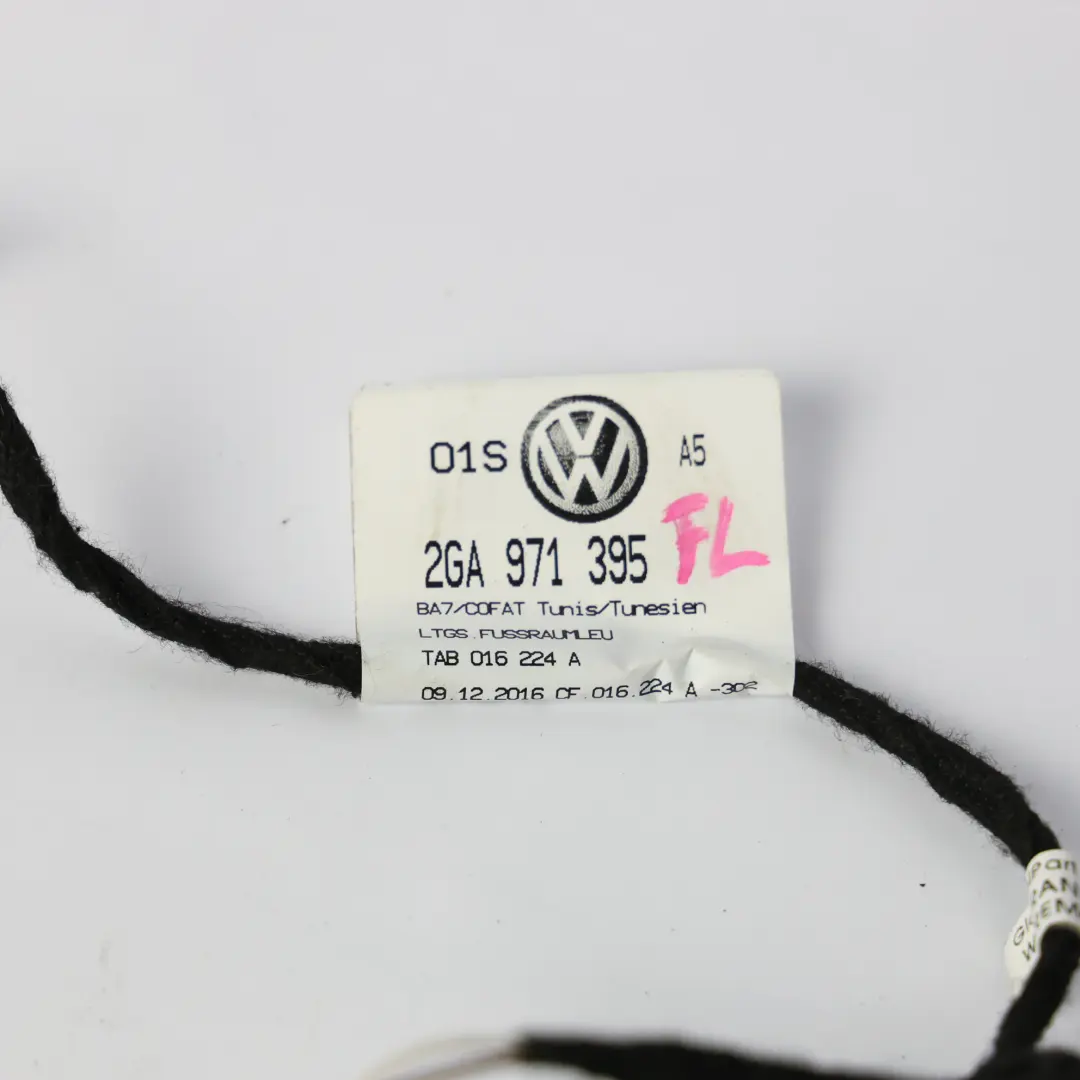 01S VW A5
2GA 971 395 FL
BA7/COFAT Tunis/Tunesien
LTGS.FUSSRAUMLEU
TAB 016 224 A
09.12.2016 CF.016.224 A -302